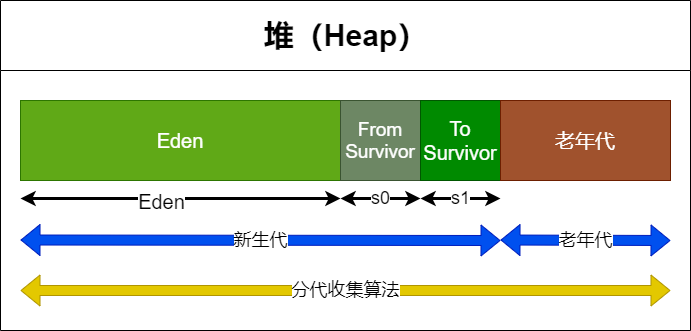 堆（Heap）
Eden
From
Survivor
To
Survivor
老年代
Eden
s0
s1
新生代
老年代
分代收集算法